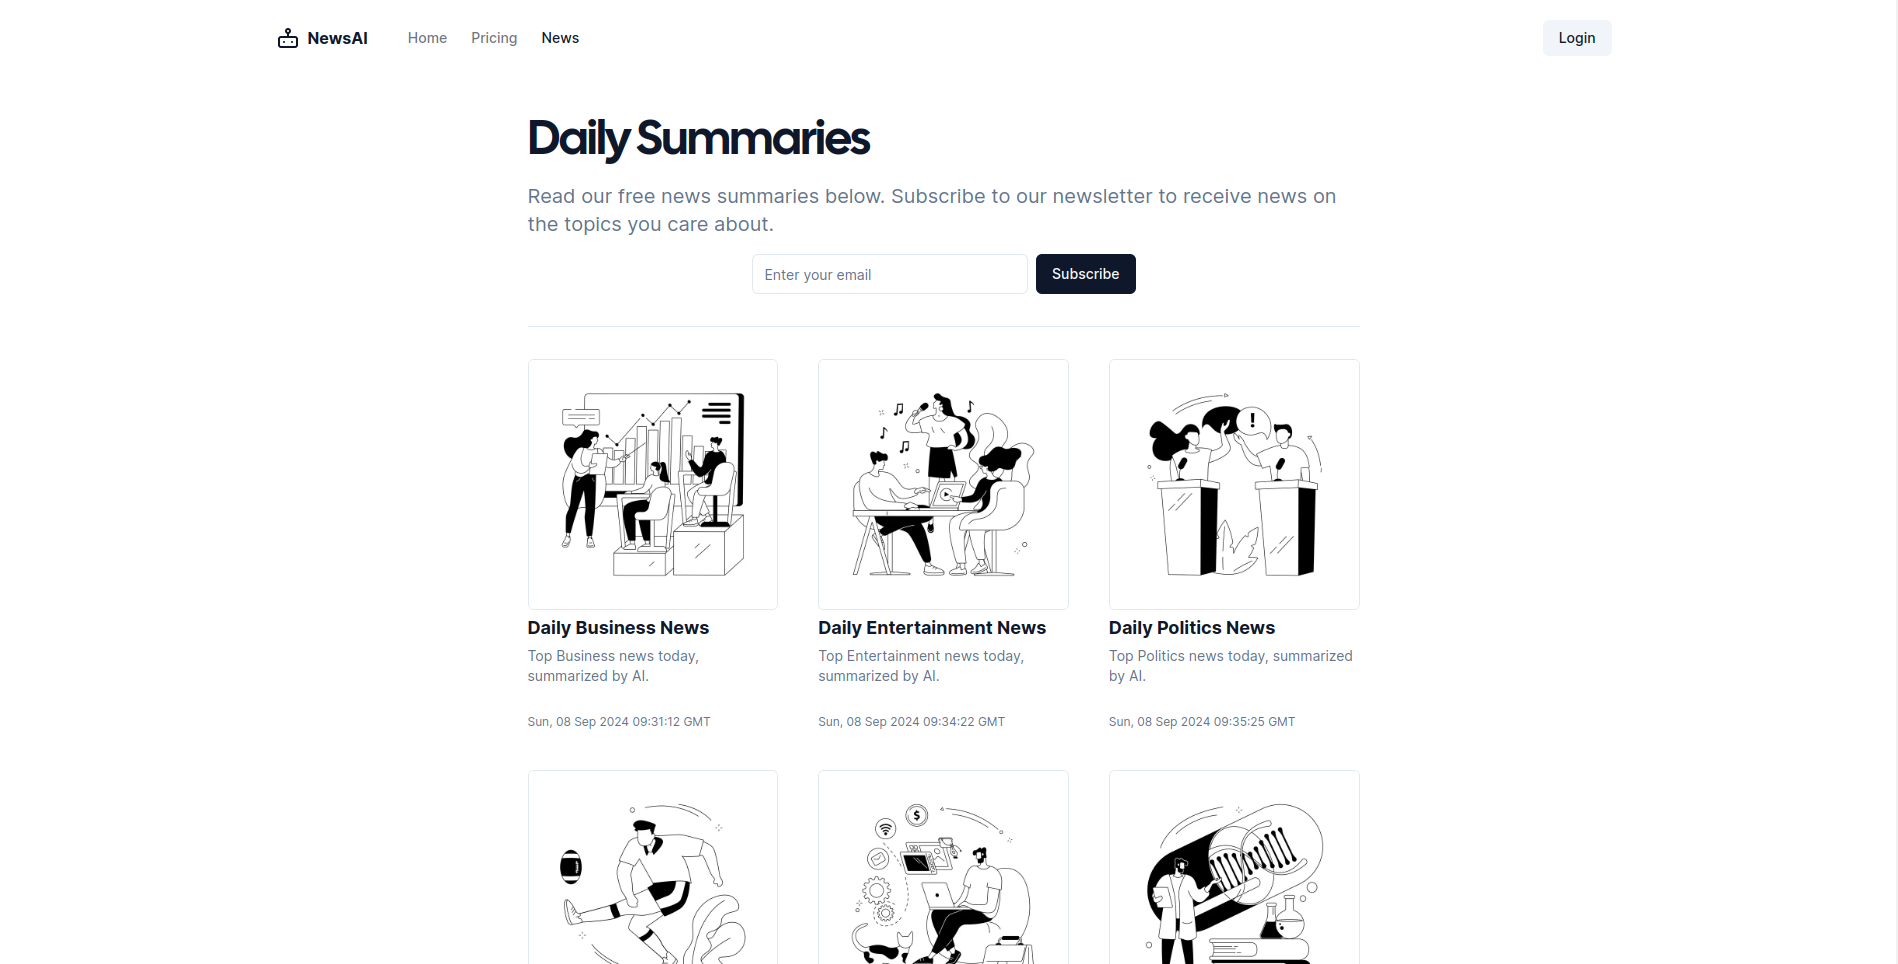 NewsAI
Home
Pricing
News
Login
Daily Summaries
Read our free news summaries below. Subscribe to our newsletter to receive news on
the topics you care about.
Enter your email
Subscribe
Daily Business News
Top Business news today,
summarized by AI.
Sun, 08 Sep 2024 09:31:12 GMT
Daily Entertainment News
Top Entertainment news today,
summarized by AI.
Sun, 08 Sep 2024 09:34:22 GMT
Daily Politics News
Top Politics news today, summarized
by AI.
Sun, 08 Sep 2024 09:35:25 GMT
!
$